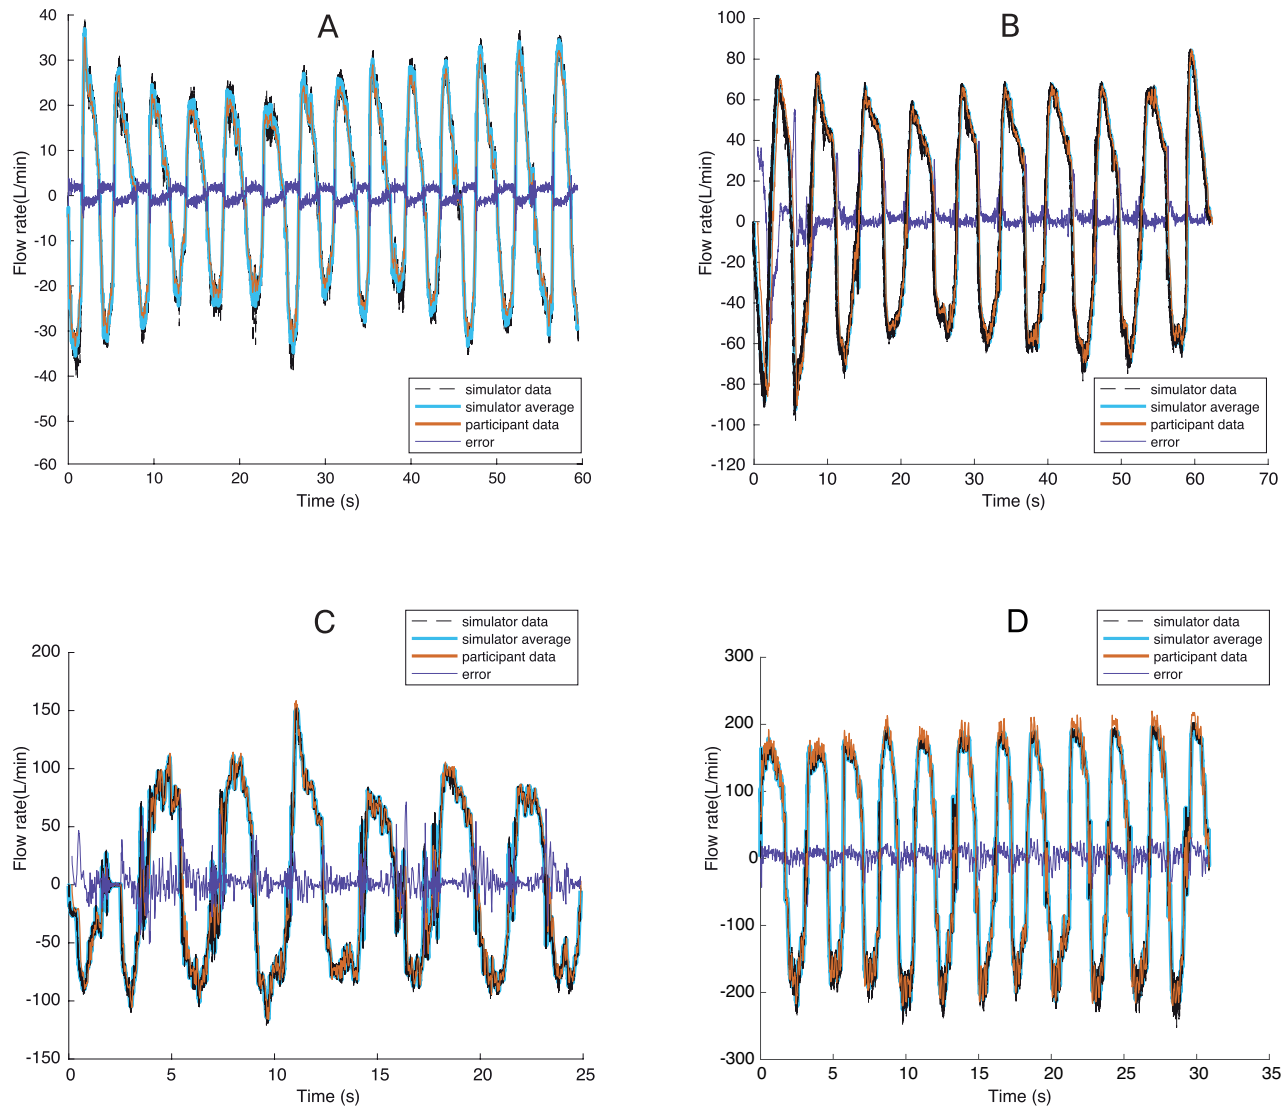 A
40
30
20
10
0
-10
-20
-30
-40
-50
-60
Flow rate(L/min)
0 10 20 30 40 50 60
Time (s)
simulator data
simulator average
participant data
error
B
100
80
60
40
20
0
-20
-40
-60
-80
-100
-120
Flow rate(L/min)
0 10 20 30 40 50 60 70
Time (s)
simulator data
simulator average
participant data
error
C
simulator data
simulator average
participant data
error
200
150
100
50
0
-50
-100
-150
Flow rate(L/min)
0 5 10 15 20 25
Time (s)
D
simulator data
simulator average
participant data
error
300
200
100
0
-100
-200
-300
Flow rate(L/min)
0 5 10 15 20 25 30 35
Time (s)